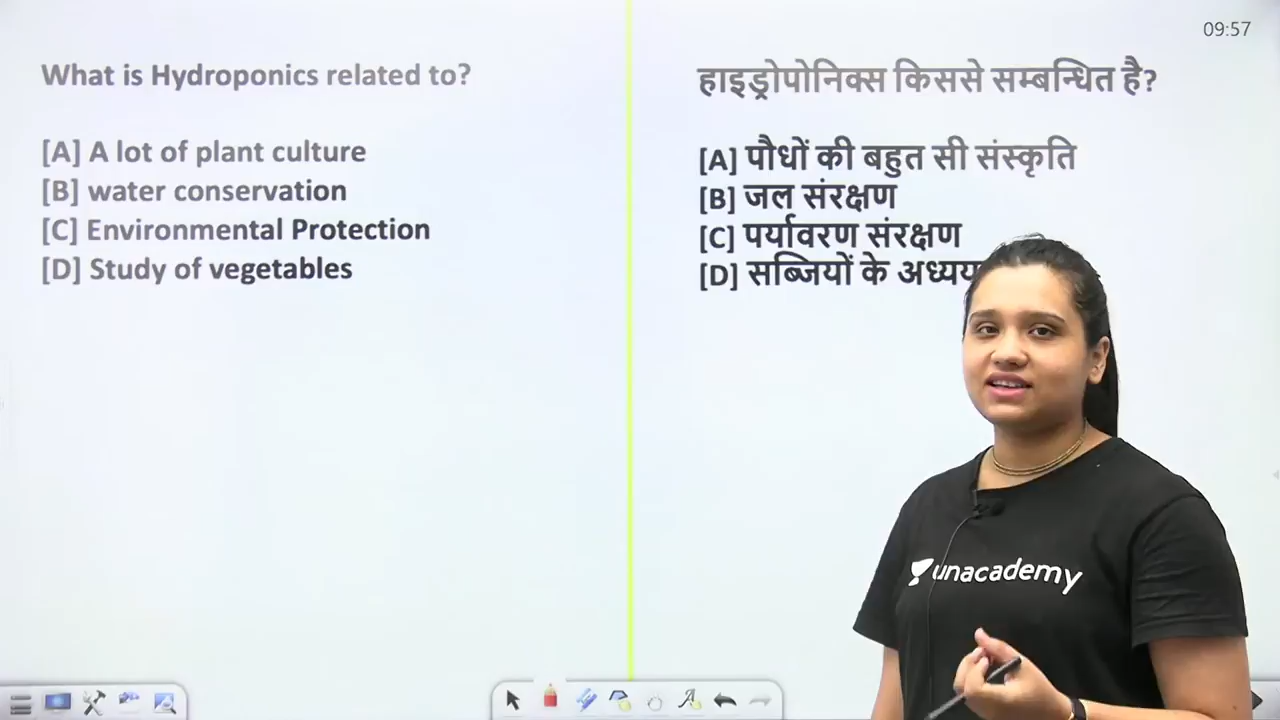 09:57
What is Hydroponics related to?
[A] A lot of plant culture
[B] water conservation
[C] Environmental Protection
[D] Study of vegetables
हाइड्रोपोनिक्स किससे सम्बन्धित है?
[A] पौधों की बहुत सी संस्कृति
[B] जल संरक्षण
[C] पर्यावरण संरक्षण
[D] सब्जियों के
unacademy